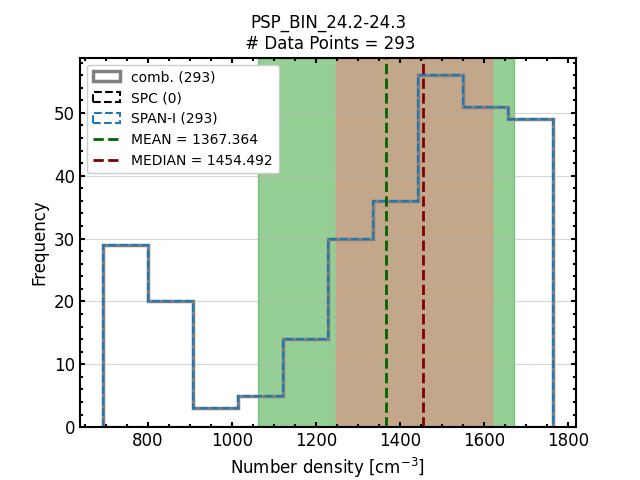 PSP_BIN_24.2-24.3
# Data Points = 293
comb. (293)
SPC (0)
SPAN-I (293)
MEAN = 1367.364
MEDIAN = 1454.492
Frequency
50
40
30
20
10
0
800 1000 1200 1400 1600 1800
Number density [cm⁻³]